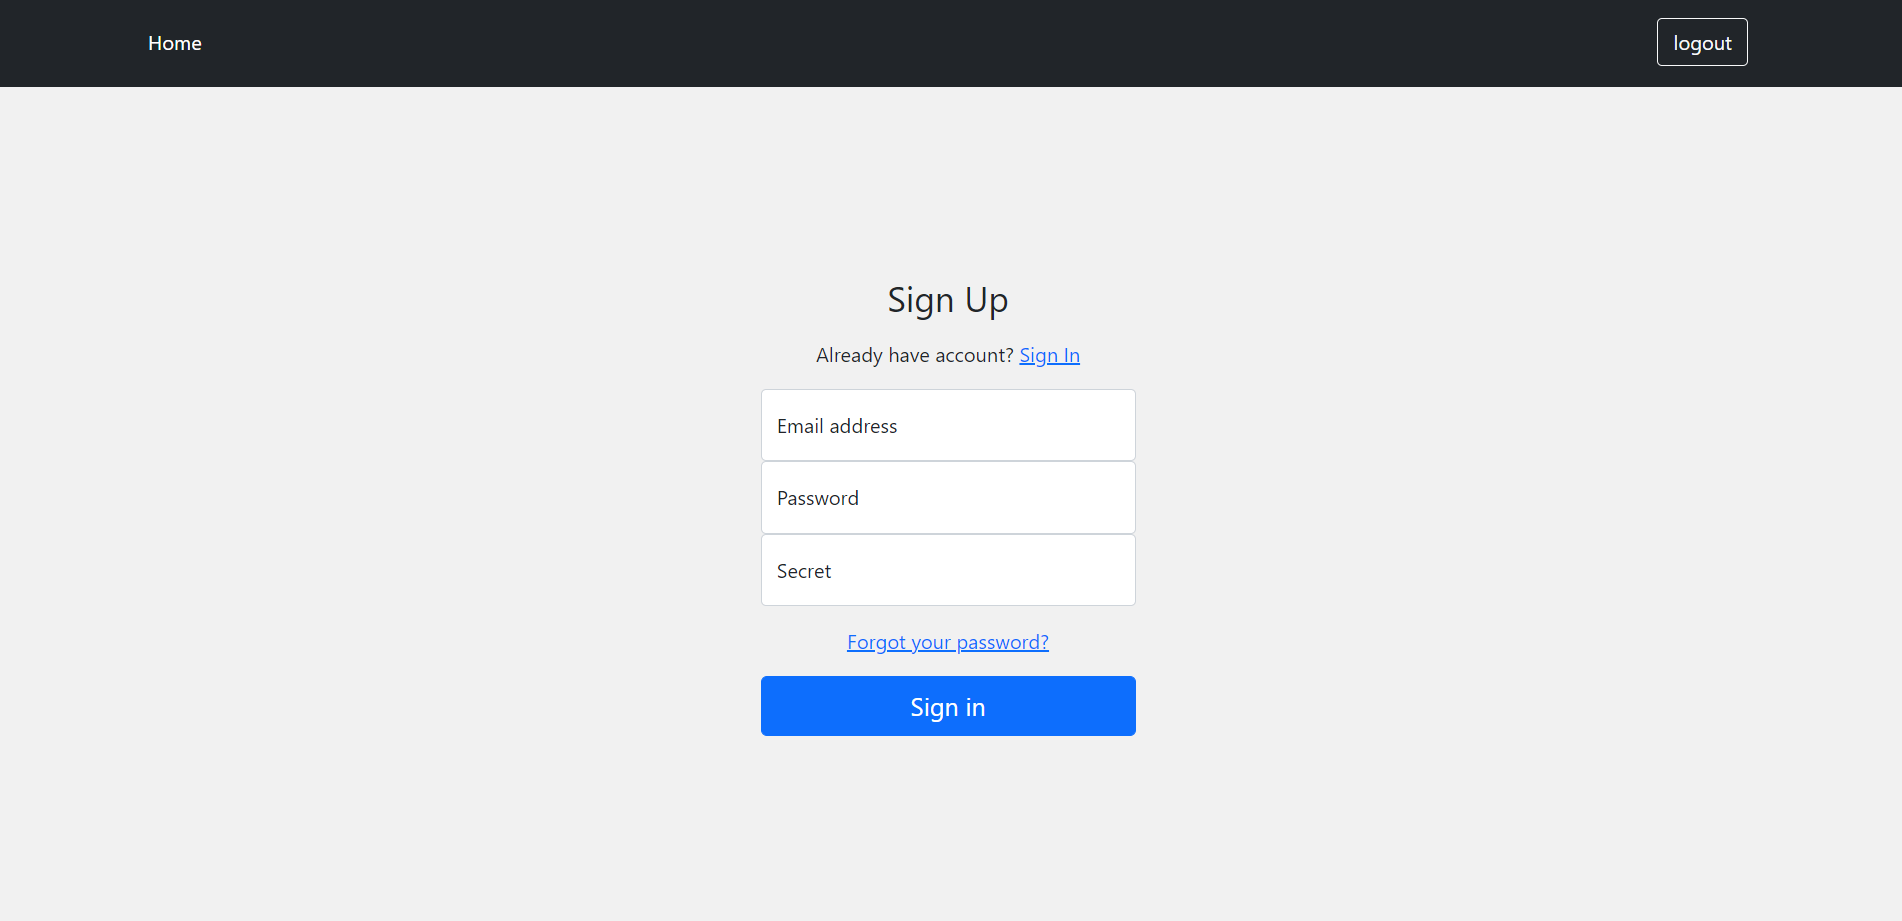 Home
logout
Sign Up
Already have account? Sign In
Email address
Password
Secret
Forgot your password?
Sign in